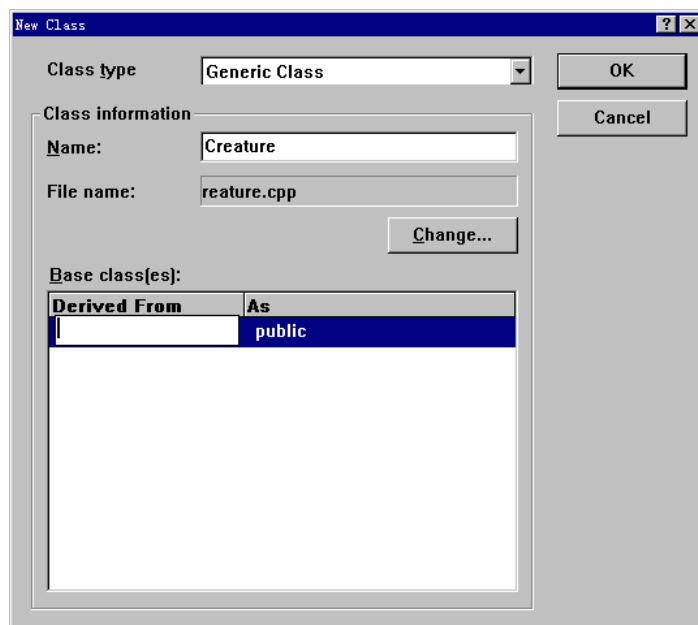 New Class
Class type
Generic Class
OK
Cancel
Class information
Name:
Creature
File name:
reature.cpp
Change...
Base class(es):
Derived From
As
public